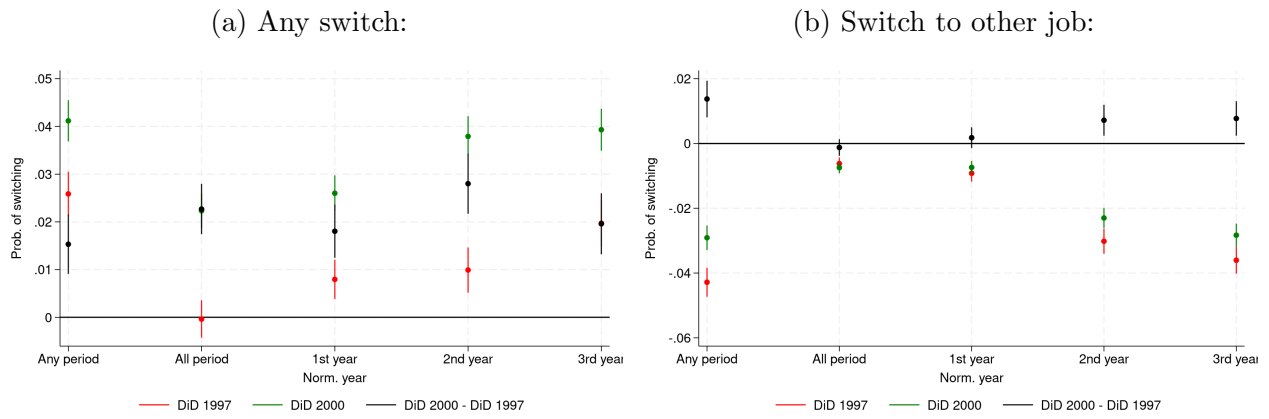 (a) Any switch:
.05
.04
.03
.02
.01
0
Prob. of switching
Any period
All period
1st year
2nd year
3rd year
Norm. year
DiD 1997
DiD 2000
DiD 2000 - DiD 1997
(b) Switch to other job:
.02
0
-.02
-.04
-.06
Prob. of switching
Any period
All period
1st year
2nd year
3rd year
Norm. year
DiD 1997
DiD 2000
DiD 2000 - DiD 1997